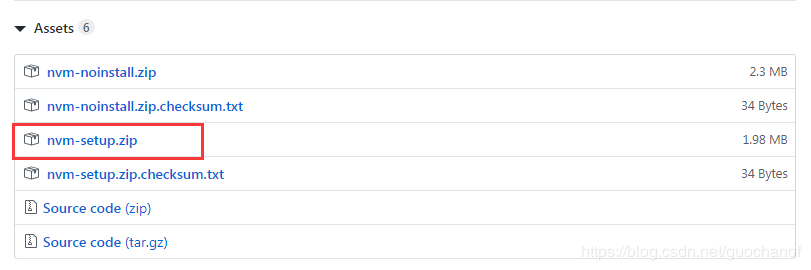 Assets 6
nvm-noinstall.zip 2.3 MB
nvm-noinstall.zip.checksum.txt 34 Bytes
nvm-setup.zip 1.98 MB
nvm-setup.zip.checksum.txt 34 Bytes
Source code (zip)
Source code (tar.gz)
https://blog.csdn.net/guochanof